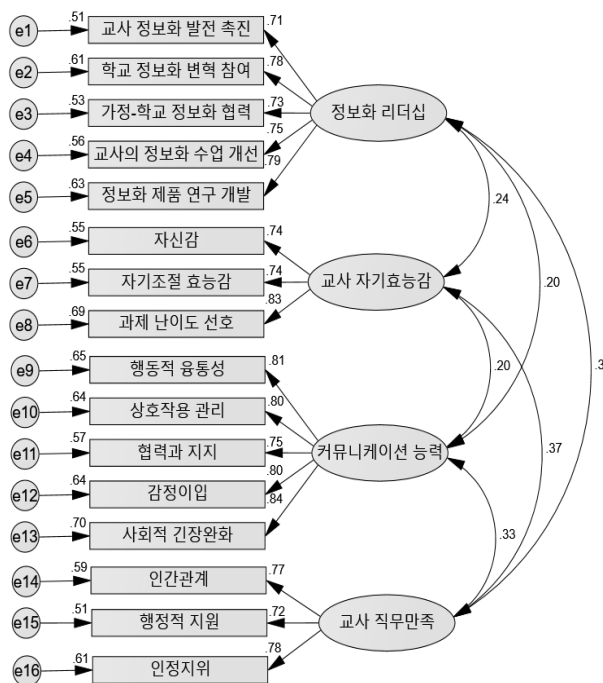 .51
e1 교사 정보화 발전 촉진 .71
.61
e2 학교 정보화 변혁 참여 .78
.53
e3 가정-학교 정보화 협력 .73
정보화 리더십
.56
e4 교사의 정보화 수업 개선 .75
.63
e5 정보화 제품 연구 개발 .79
.24
.55
e6 자신감 .74
.55
e7 자기조절 효능감 .74
교사 자기효능감
.20
.69
e8 과제 난이도 선호 .83
.65
e9 행동적 융통성 .81
.20
.64
e10 상호작용 관리 .80
.57
e11 협력과 지지 .75
커뮤니케이션 능력
.37
.64
e12 감정이입 .80
.70
e13 사회적 긴장완화 .84
.33
.59
e14 인간관계 .77
.51
e15 행정적 지원 .72
교사 직무만족
.61
e16 인정지위 .78